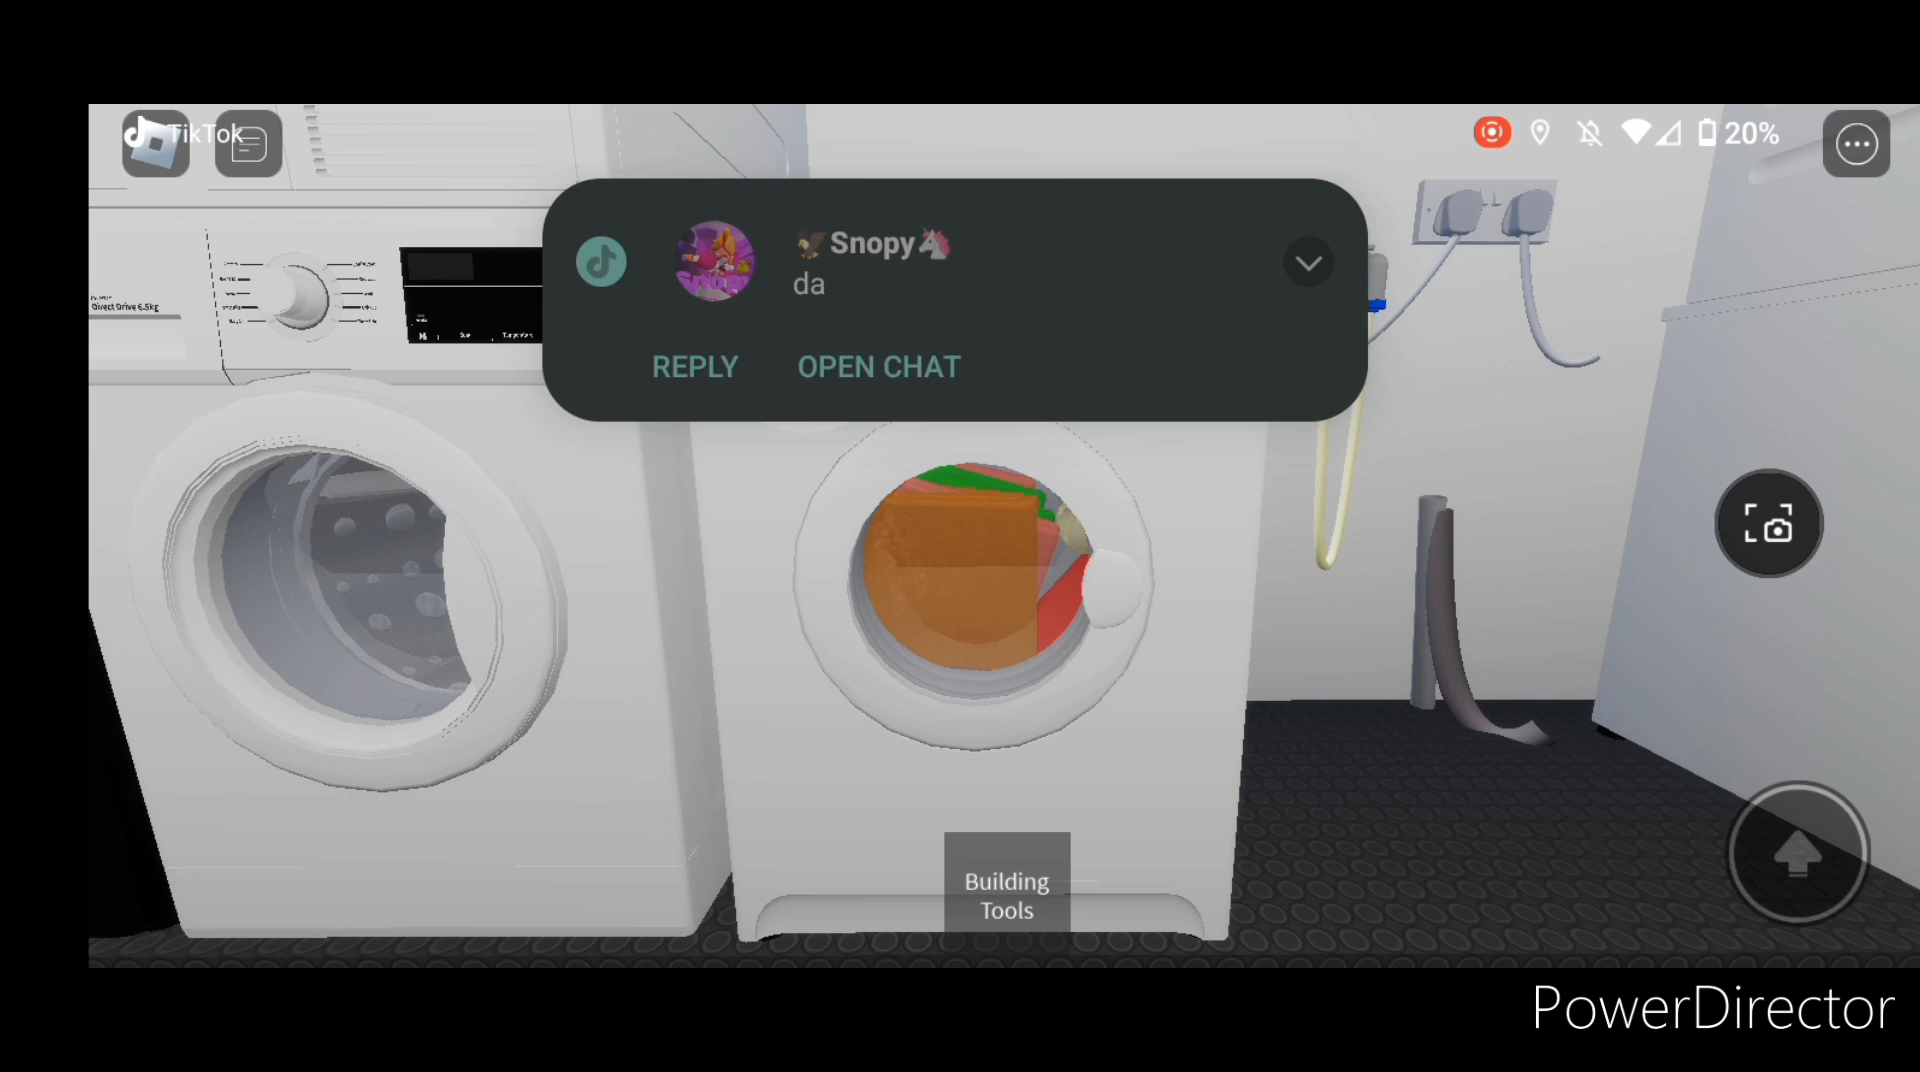 TikTok
20%
🦅Snopy🦄
da
REPLY OPEN CHAT
Direct Drive 6.5kg
Building
Tools
PowerDirector